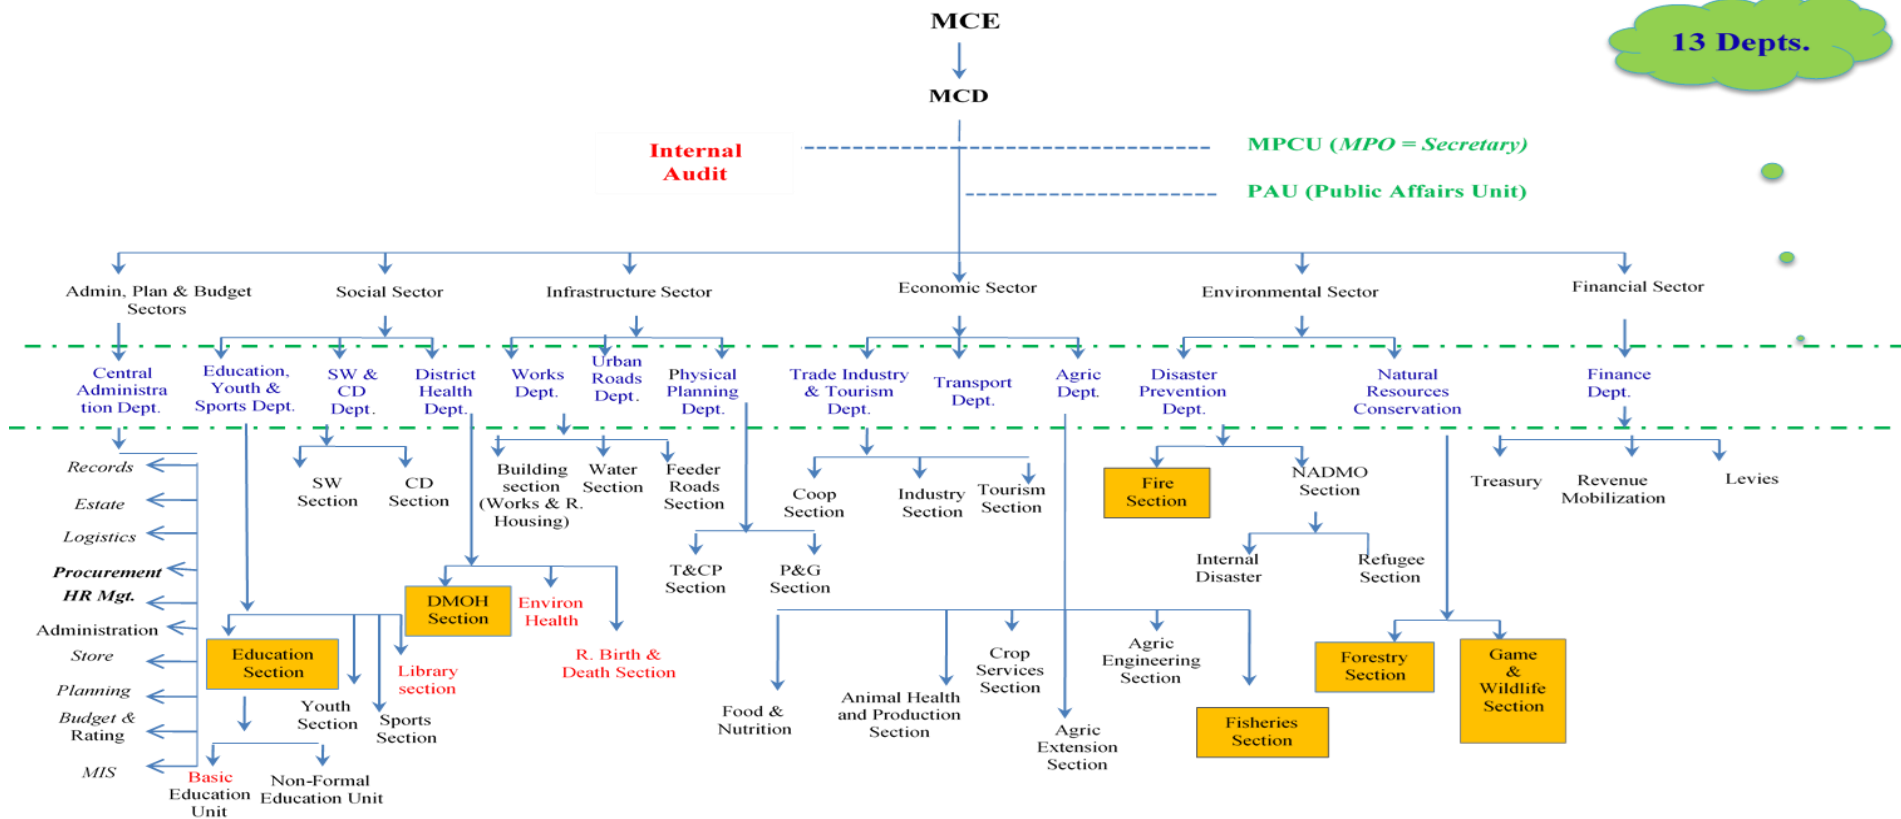 MCE
13 Depts.
MCD
Internal
Audit
MPCU (MPO = Secretary)
PAU (Public Affairs Unit)
Admin, Plan & Budget
Sectors
Social Sector
Infrastructure Sector
Economic Sector
Environmental Sector
Financial Sector
Central
Administra
tion Dept.
Education,
Youth &
Sports Dept.
SW &
CD
Dept.
District
Health
Dept.
Works
Dept.
Urban
Roads
Dept.
Physical
Planning
Dept.
Trade Industry
& Tourism
Dept.
Transport
Dept.
Agric
Dept.
Disaster
Prevention
Dept.
Natural
Resources
Conservation
Finance
Dept.
Records
Estate
Logistics
Procurement
HR Mgt.
Administration
Store
Planning
Budget &
Rating
MIS
SW
Section
CD
Section
Building
section
(Works & R.
Housing)
Water
Section
Feeder
Roads
Section
Coop
Section
Industry
Section
Tourism
Section
Fire
Section
NADMO
Section
Treasury
Revenue
Mobilization
Levies
Internal
Disaster
Refugee
Section
T&CP
Section
P&G
Section
DMOH
Section
Environ
Health
R. Birth &
Death Section
Education
Section
Youth
Section
Sports
Section
Library
section
Basic
Education
Unit
Non-Formal
Education Unit
Food &
Nutrition
Animal Health
and Production
Section
Crop
Services
Section
Agric
Extension
Section
Agric
Engineering
Section
Fisheries
Section
Forestry
Section
Game
&
Wildlife
Section